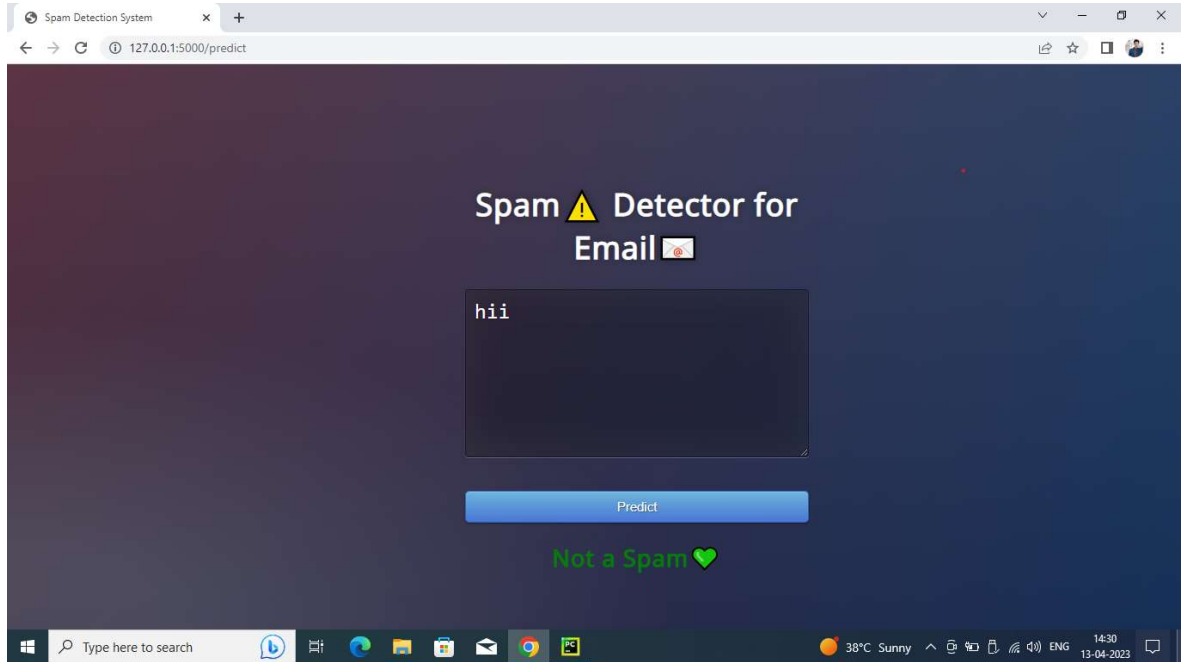 Spam Detection System
127.0.0.1:5000/predict
Spam⚠ Detector for
Email📧
hii
Predict
Not a Spam💚
Type here to search
38°C Sunny
ENG
14:30
13-04-2023